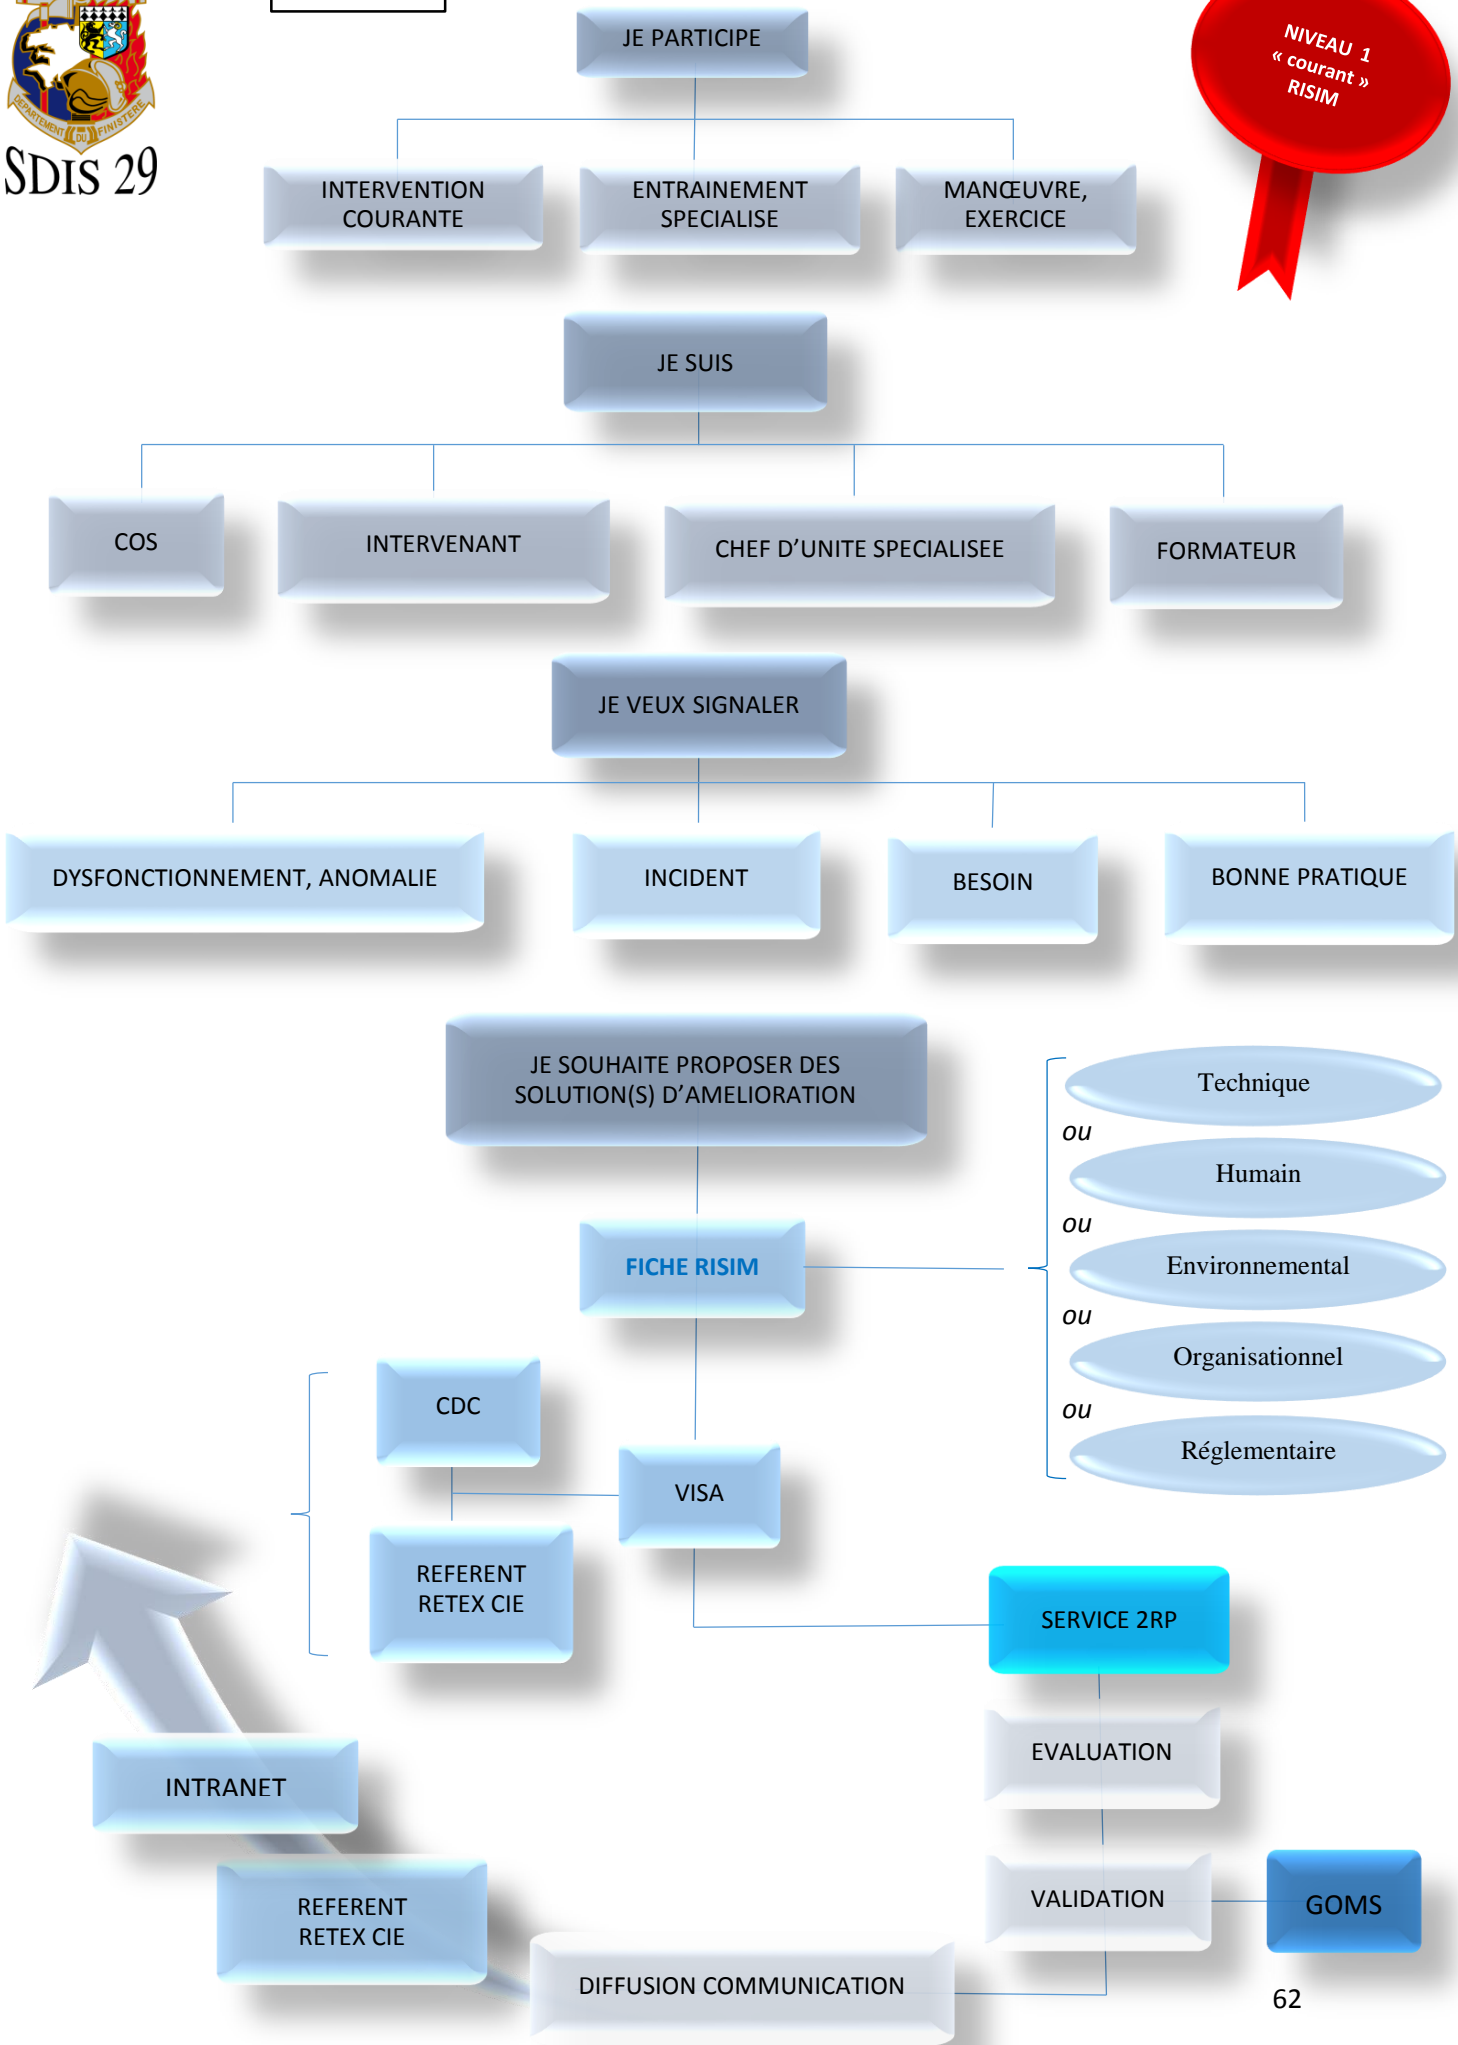 DEPARTEMENT DU FINISTERE
SDIS 29
NIVEAU 1
« courant »
RISIM
JE PARTICIPE
INTERVENTION
COURANTE
ENTRAINEMENT
SPECIALISE
MANŒUVRE,
EXERCICE
JE SUIS
COS
INTERVENANT
CHEF D’UNITE SPECIALISEE
FORMATEUR
JE VEUX SIGNALER
DYSFONCTIONNEMENT, ANOMALIE
INCIDENT
BESOIN
BONNE PRATIQUE
JE SOUHAITE PROPOSER DES
SOLUTION(S) D’AMELIORATION
Technique
ou
Humain
ou
Environnemental
ou
Organisationnel
ou
Réglementaire
FICHE RISIM
CDC
VISA
REFERENT
RETEX CIE
SERVICE 2RP
EVALUATION
VALIDATION
GOMS
INTRANET
REFERENT
RETEX CIE
DIFFUSION COMMUNICATION
62